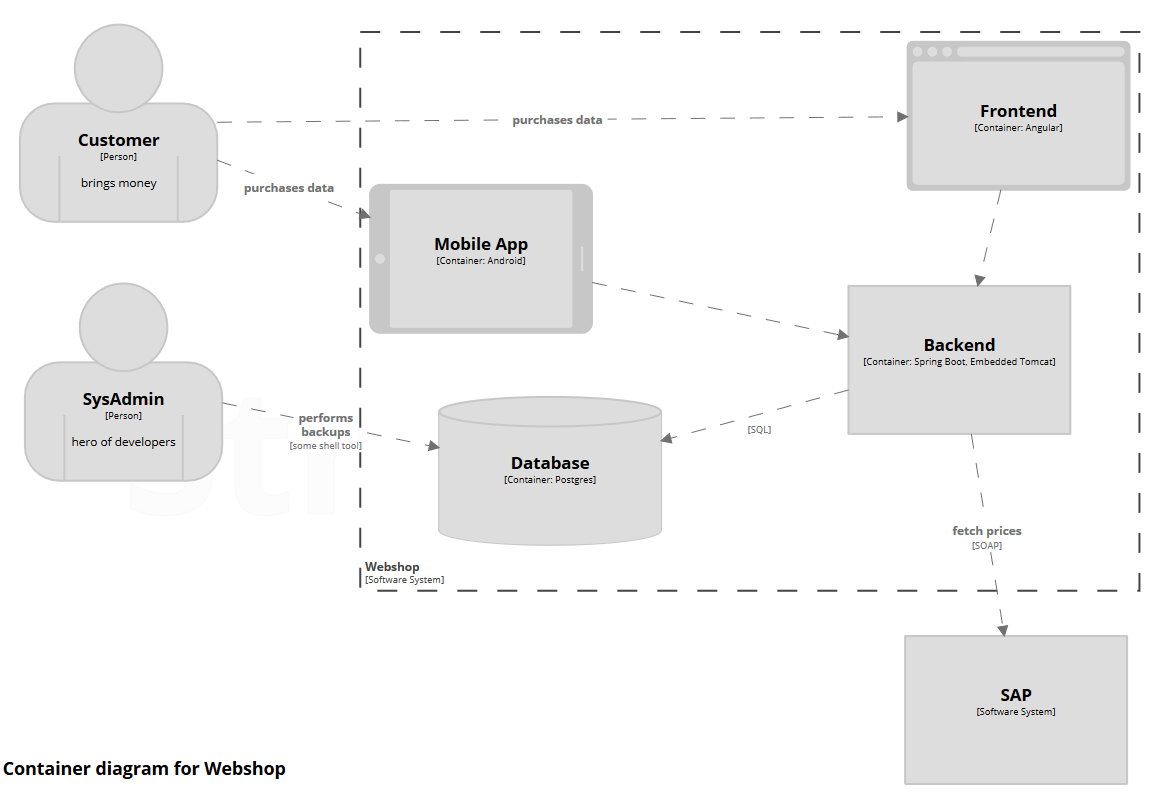 Customer
[Person]
brings money
purchases data
purchases data
Frontend
[Container: Angular]
Mobile App
[Container: Android]
SysAdmin
[Person]
hero of developers
performs
backups
[some shell tool]
Database
[Container: Postgres]
[SQL]
Backend
[Container: Spring Boot, Embedded Tomcat]
fetch prices
[SOAP]
Webshop
[Software System]
SAP
[Software System]
Container diagram for Webshop